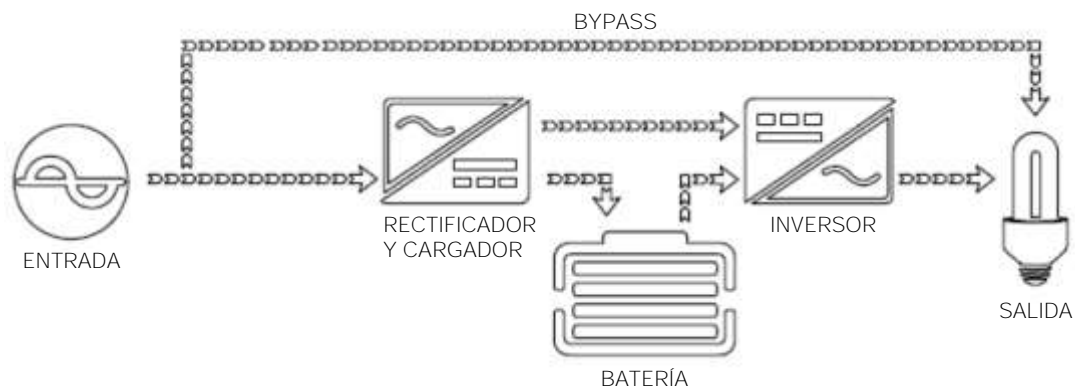 BYPASS
ENTRADA
RECTIFICADOR
Y CARGADOR
INVERSOR
SALIDA
BATERÍA